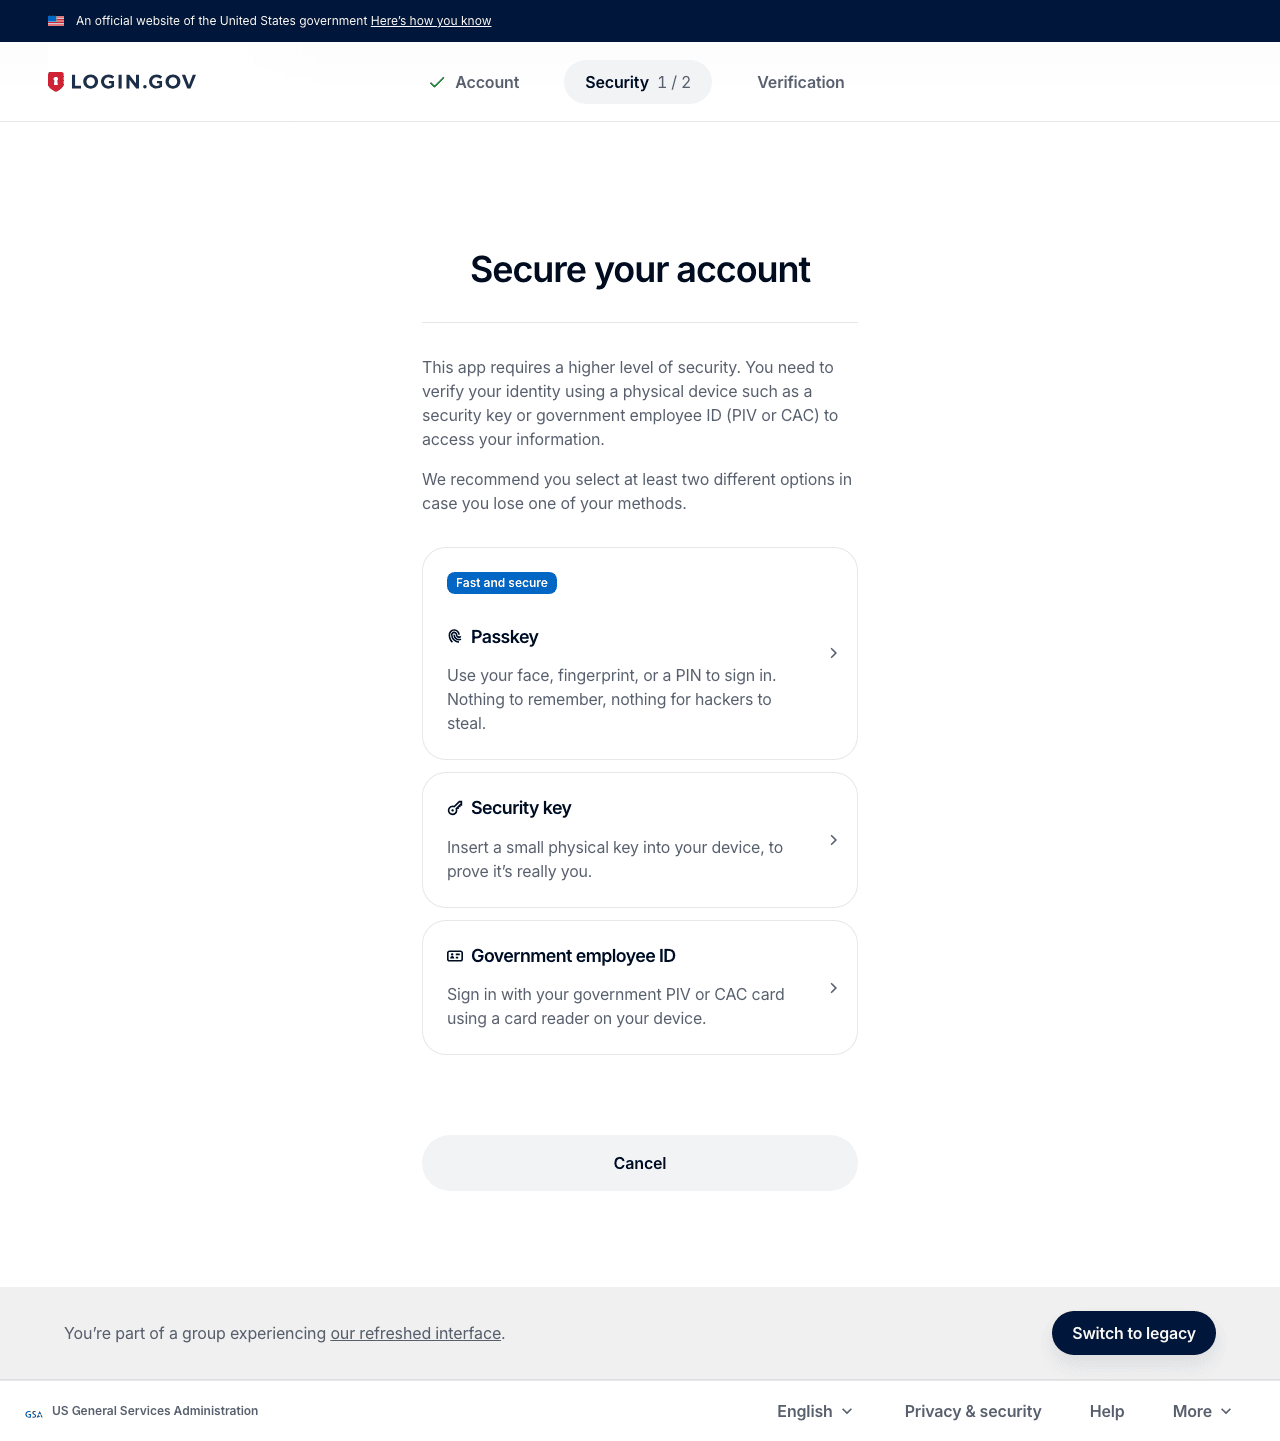 An official website of the United States government Here’s how you know
LOGIN.GOV
Account
Security 1 / 2
Verification
Secure your account
This app requires a higher level of security. You need to
verify your identity using a physical device such as a
security key or government employee ID (PIV or CAC) to
access your information.
We recommend you select at least two different options in
case you lose one of your methods.
Fast and secure
Passkey
Use your face, fingerprint, or a PIN to sign in.
Nothing to remember, nothing for hackers to
steal.
Security key
Insert a small physical key into your device, to
prove it’s really you.
Government employee ID
Sign in with your government PIV or CAC card
using a card reader on your device.
Cancel
You’re part of a group experiencing our refreshed interface.
Switch to legacy
GSA
US General Services Administration
English
Privacy & security
Help
More